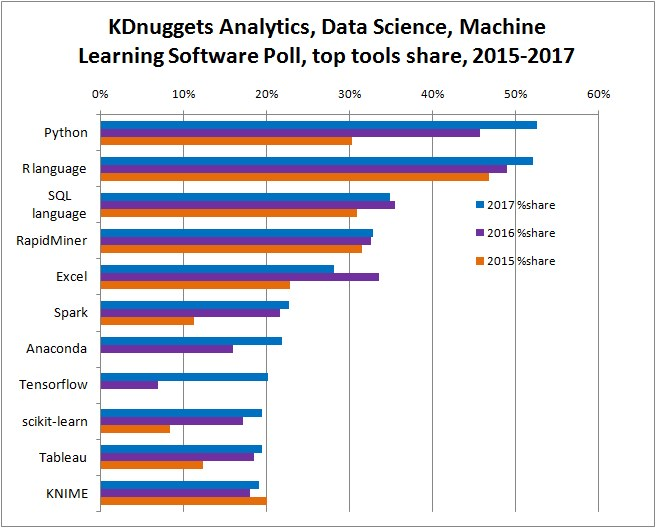 KDnuggets Analytics, Data Science, Machine
Learning Software Poll, top tools share, 2015-2017
0% 10% 20% 30% 40% 50% 60%
Python
R language
SQL
language
RapidMiner
Excel
Spark
Anaconda
Tensorflow
scikit-learn
Tableau
KNIME
2017 %share
2016 %share
2015 %share